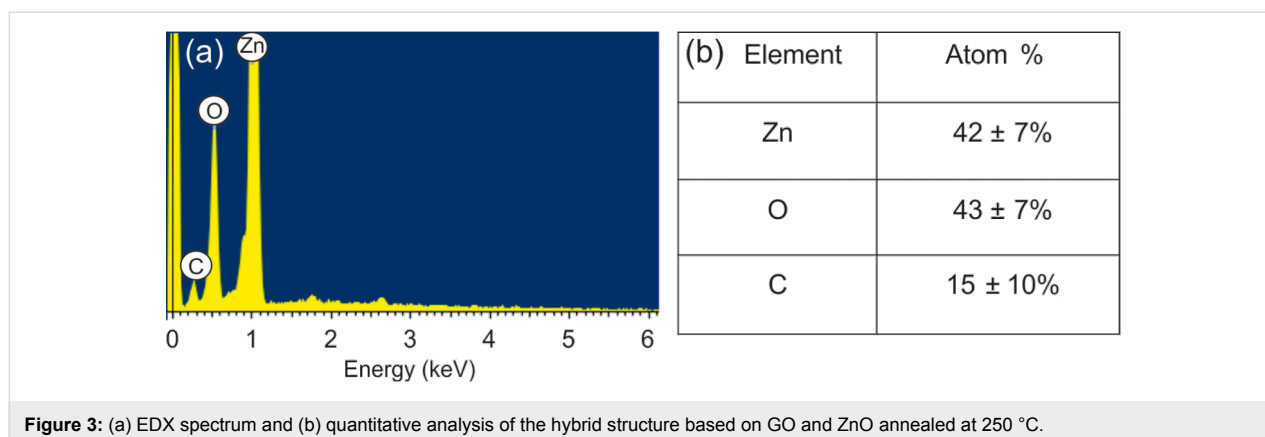 (a)
Zn
O
C
0 1 2 3 4 5 6
Energy (keV)
(b) Element Atom %
Zn 42 ± 7%
O 43 ± 7%
C 15 ± 10%
Figure 3: (a) EDX spectrum and (b) quantitative analysis of the hybrid structure based on GO and ZnO annealed at 250 °C.